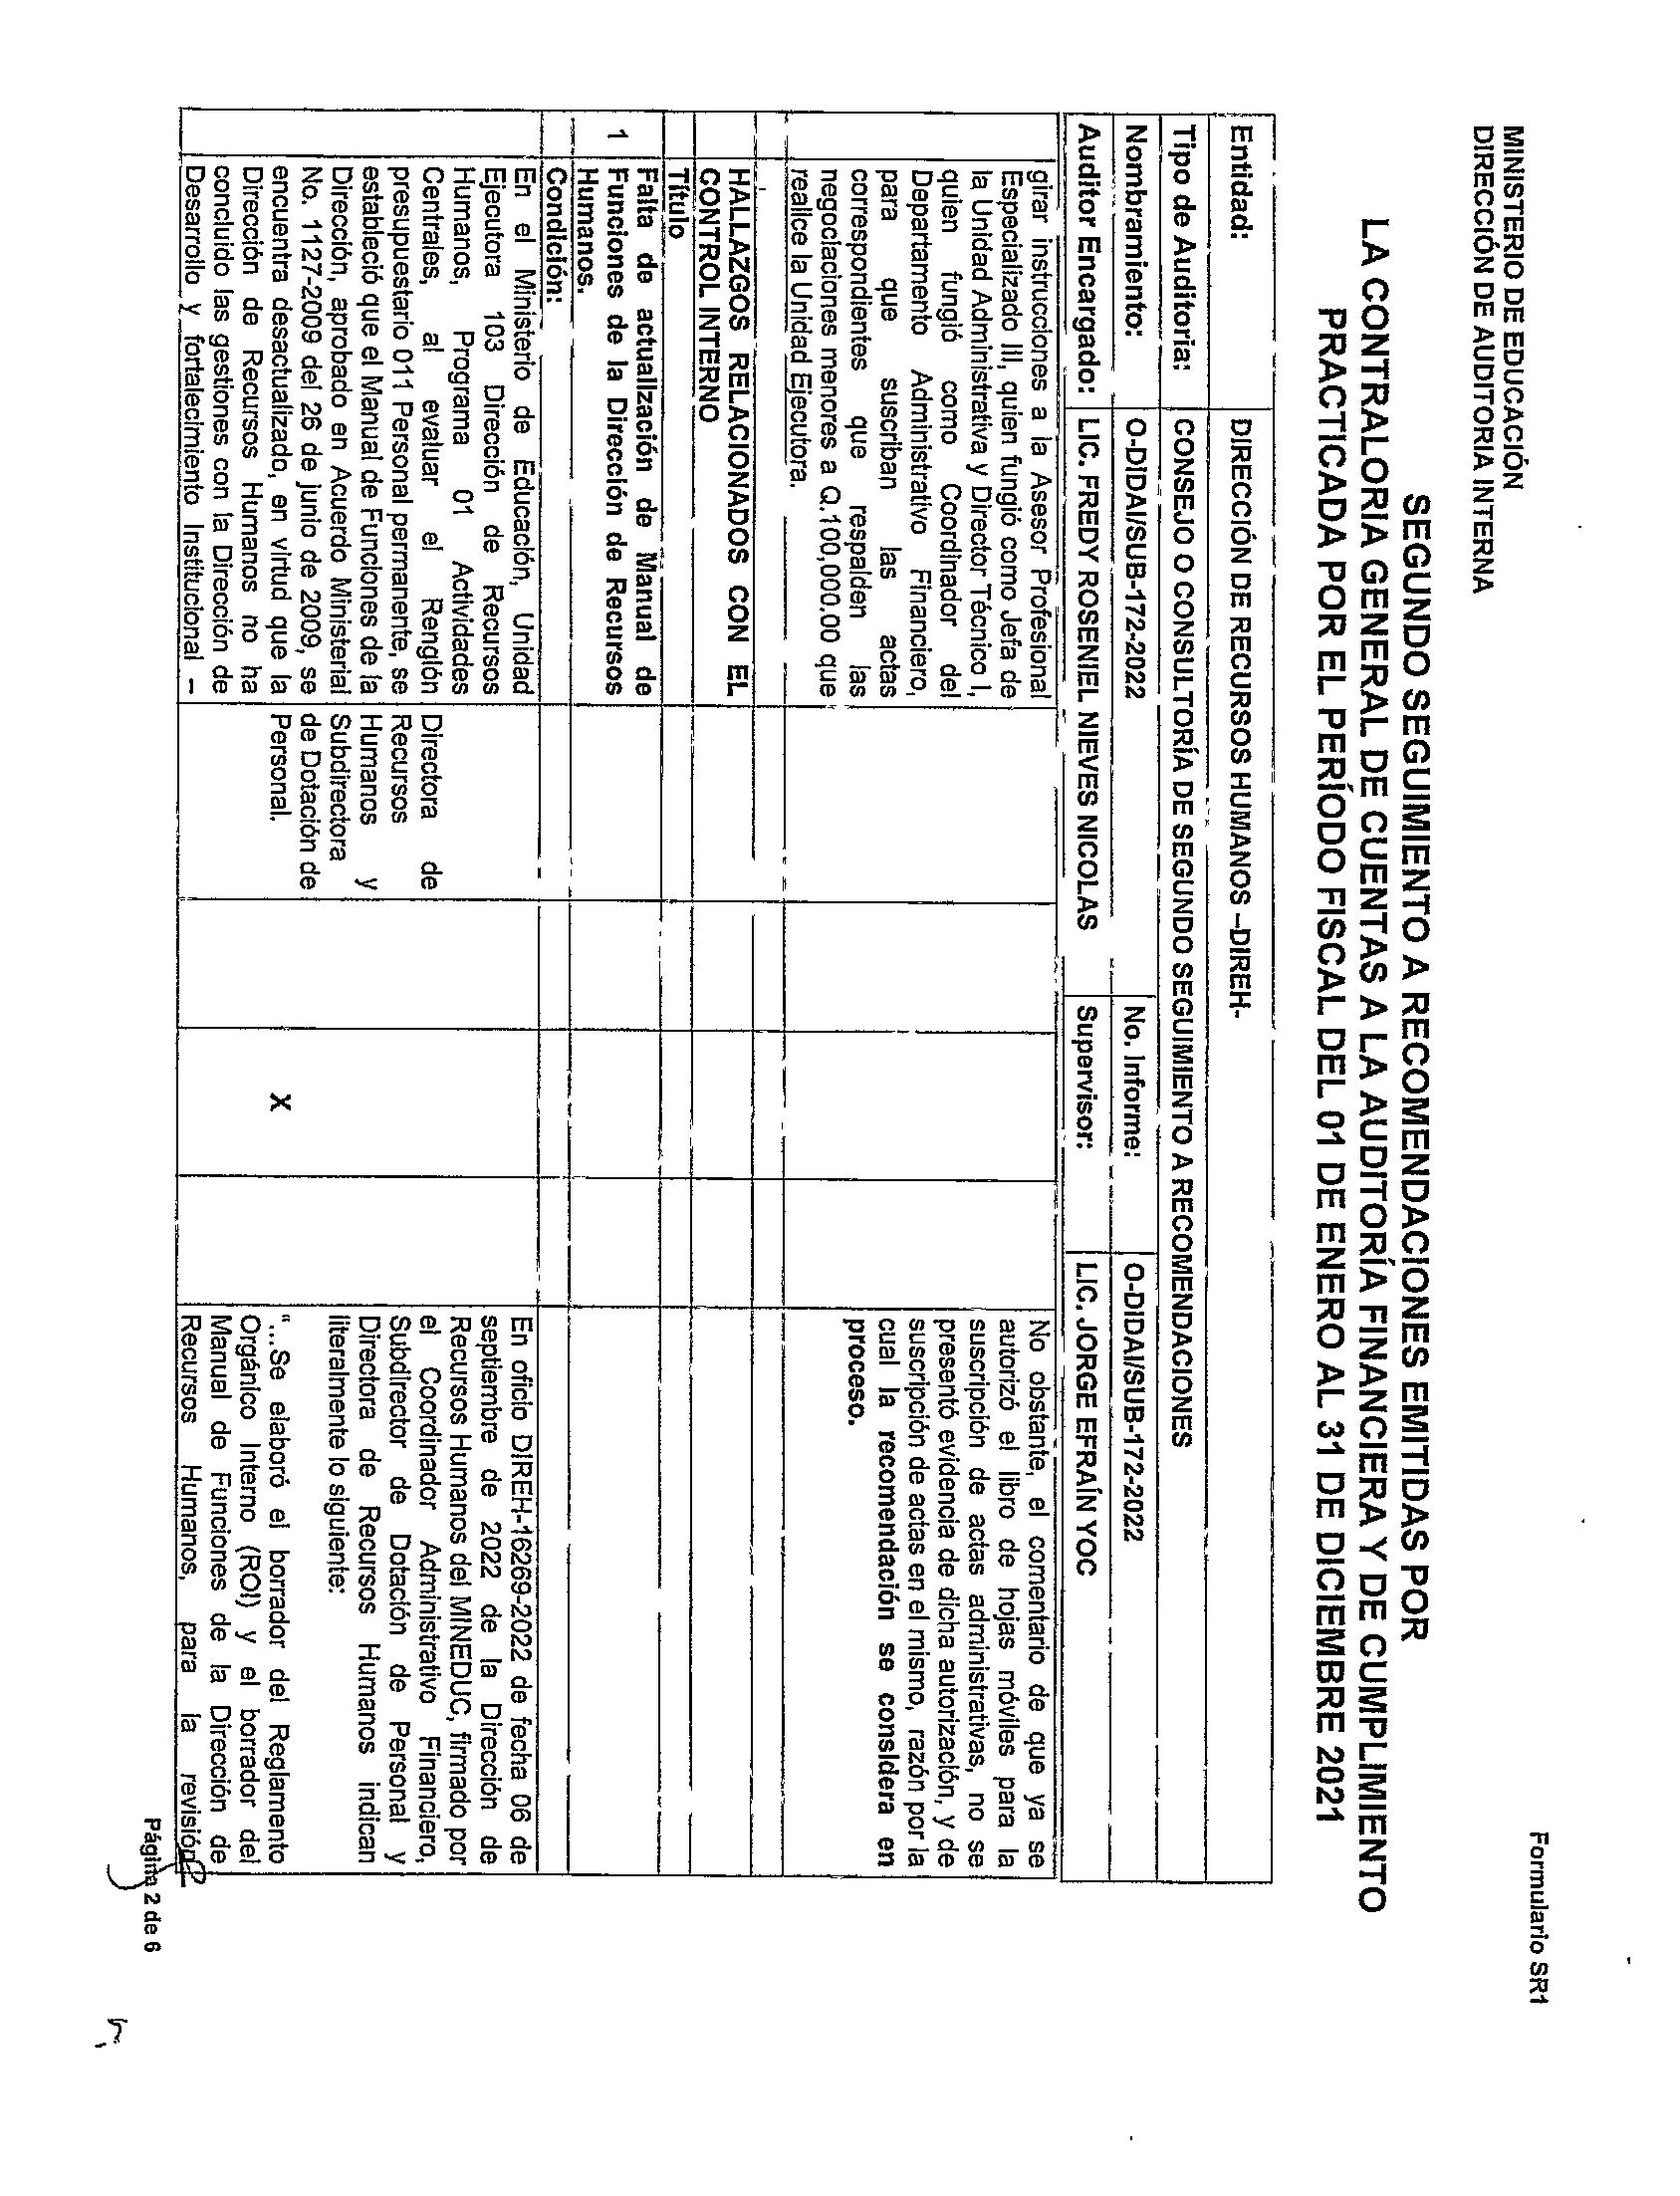 Formulario SR1
MINISTERIO DE EDUCACIÓN
DIRECCIÓN DE AUDITORIA INTERNA
SEGUNDO SEGUIMIENTO A RECOMENDACIONES EMITIDAS POR
LA CONTRALORIA GENERAL DE CUENTAS A LA AUDITORÍA FINANCIERA Y DE CUMPLIMIENTO
PRACTICADA POR EL PERÍODO FISCAL DEL 01 DE ENERO AL 31 DE DICIEMBRE 2021
Entidad: DIRECCIÓN DE RECURSOS HUMANOS –DIREH-
Tipo de Auditoria: CONSEJO O CONSULTORÍA DE SEGUNDO SEGUIMIENTO A RECOMENDACIONES
Nombramiento: O-DIDAI/SUB-172-2022 No. Informe: O-DIDAI/SUB-172-2022
Auditor Encargado: LIC. FREDY ROSENIEL NIEVES NICOLAS Supervisor: LIC. JORGE EFRAÍN YOC
girar instrucciones a la Asesor Profesional
Especializado III, quien fungió como Jefa de
la Unidad Administrativa y Director Técnico I,
quien fungió como Coordinador del
Departamento Administrativo Financiero,
para que suscriban las actas
correspondientes que respalden las
negociaciones menores a Q.100,000.00 que
realice la Unidad Ejecutora.
No obstante, el comentario de que ya se
autorizó el libro de hojas móviles para la
suscripción de actas administrativas, no se
presentó evidencia de dicha autorización, y de
suscripción de actas en el mismo, razón por la
cual la recomendación se considera en
proceso.
HALLAZGOS RELACIONADOS CON EL
CONTROL INTERNO
Título
1 Falta de actualización de Manual de
Funciones de la Dirección de Recursos
Humanos.
Condición:
En el Ministerio de Educación, Unidad
Ejecutora 103 Dirección de Recursos
Humanos, Programa 01 Actividades
Centrales, al evaluar el Renglón
presupuestario 011 Personal permanente, se
estableció que el Manual de Funciones de la
Dirección, aprobado en Acuerdo Ministerial
No. 1127-2009 del 26 de junio de 2009, se
encuentra desactualizado, en virtud que la
Dirección de Recursos Humanos no ha
concluido las gestiones con la Dirección de
Desarrollo y fortalecimiento Institucional –
Directora de
Recursos
Humanos y
Subdirectora
de Dotación de
Personal.
X
En oficio DIREH-16269-2022 de fecha 06 de
septiembre de 2022 de la Dirección de
Recursos Humanos del MINEDUC, firmado por
el Coordinador Administrativo Financiero,
Subdirector de Dotación de Personal y
Directora de Recursos Humanos indican
literalmente lo siguiente:
“...Se elaboró el borrador del Reglamento
Orgánico Interno (ROI) y el borrador del
Manual de Funciones de la Dirección de
Recursos Humanos, para la revisión
Página 2 de 6